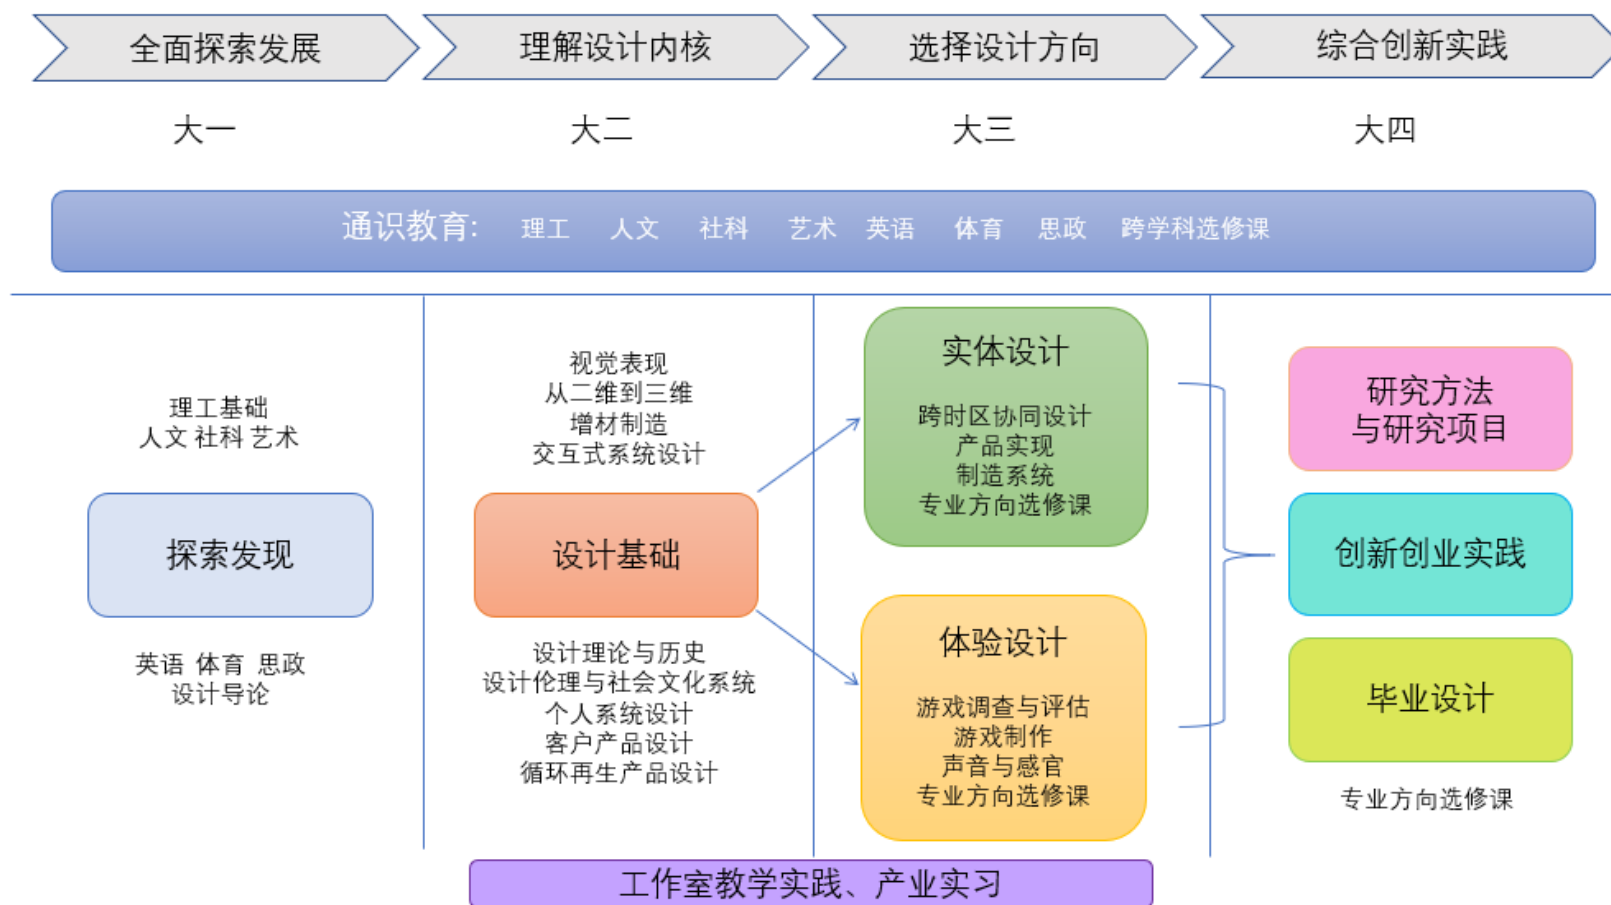 全面探索发展
理解设计内核
选择设计方向
综合创新实践
大一
大二
大三
大四
通识教育: 理工 人文 社科 艺术 英语 体育 思政 跨学科选修课
理工基础
人文 社科 艺术
探索发现
英语 体育 思政
设计导论
视觉表现
从二维到三维
增材制造
交互式系统设计
设计基础
设计理论与历史
设计伦理与社会文化系统
个人系统设计
客户产品设计
循环再生产品设计
实体设计
跨时区协同设计
产品实现
制造系统
专业方向选修课
体验设计
游戏调查与评估
游戏制作
声音与感官
专业方向选修课
研究方法
与研究项目
创新创业实践
毕业设计
专业方向选修课
工作室教学实践、产业实习